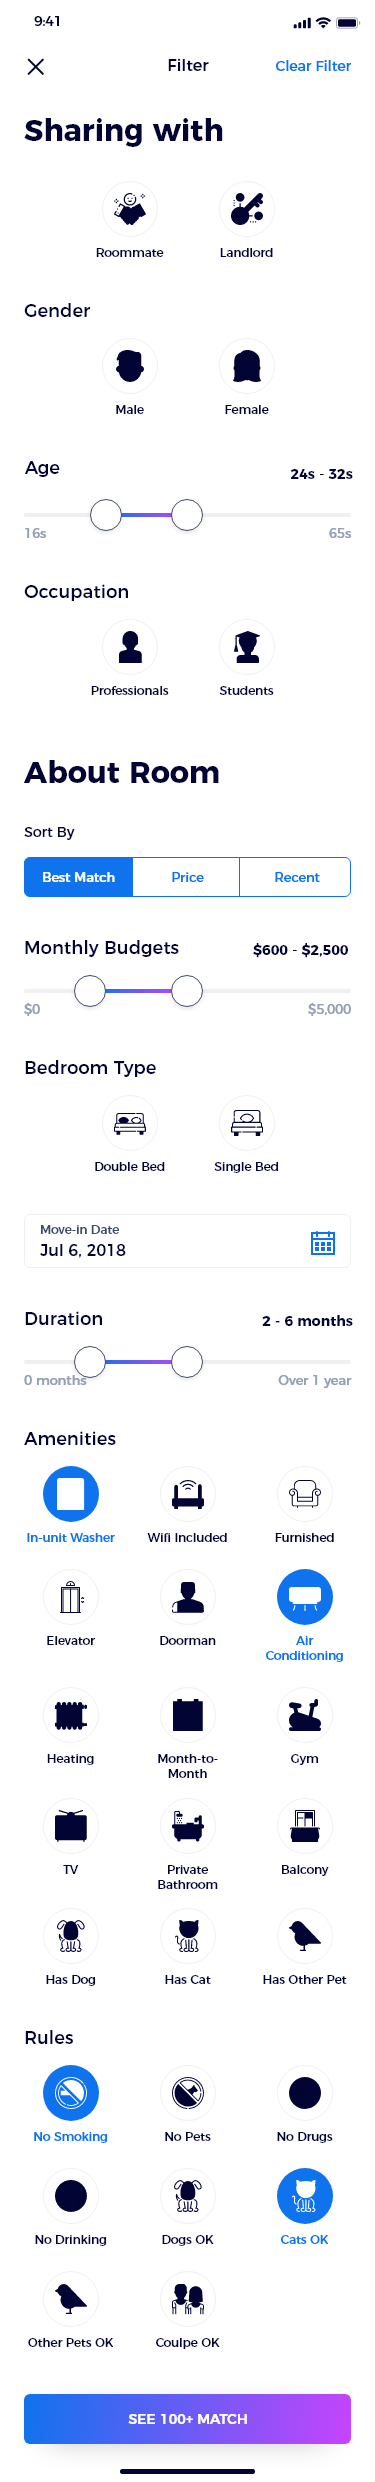 9:41
Filter
Clear Filter
Sharing with
Roommate
Landlord
Gender
Male
Female
Age
24s - 32s
16s
65s
Occupation
Professionals
Students
About Room
Sort By
Best Match
Price
Recent
Monthly Budgets
$600 - $2,500
$0
$5,000
Bedroom Type
Double Bed
Single Bed
Move-in Date
Jul 6, 2018
Duration
2 - 6 months
0 months
Over 1 year
Amenities
In-unit Washer
Wifi Included
Furnished
Elevator
Doorman
Air
Conditioning
Heating
Month-to-
Month
Gym
TV
Private
Bathroom
Balcony
Has Dog
Has Cat
Has Other Pet
Rules
No Smoking
No Pets
No Drugs
No Drinking
Dogs OK
Cats OK
Other Pets OK
Coulpe OK
SEE 100+ MATCH